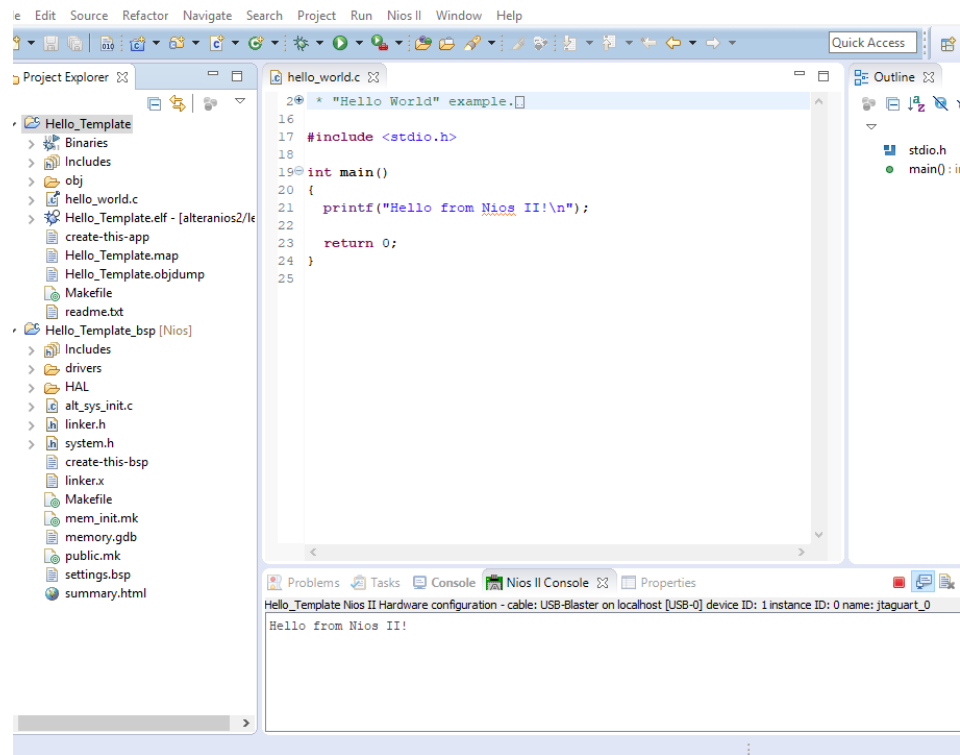 le Edit Source Refactor Navigate Search Project Run Nios II Window Help
Quick Access
Project Explorer
Hello_Template
Binaries
Includes
obj
hello_world.c
Hello_Template.elf - [alteranios2/le
create-this-app
Hello_Template.map
Hello_Template.objdump
Makefile
readme.txt
Hello_Template_bsp [Nios]
Includes
drivers
HAL
alt_sys_init.c
linker.h
system.h
create-this-bsp
linker.x
Makefile
mem_init.mk
memory.gdb
public.mk
settings.bsp
summary.html
hello_world.c
2 * "Hello World" example.
16
17 #include <stdio.h>
18
19 int main()
20 {
21 printf("Hello from Nios II!\n");
22
23 return 0;
24 }
25
Outline
stdio.h
main() : i
Problems Tasks Console Nios II Console Properties
Hello_Template Nios II Hardware configuration - cable: USB-Blaster on localhost [USB-0] device ID: 1 instance ID: 0 name: jtaguart_0
Hello from Nios II!